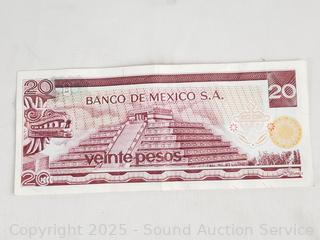 20
20
BANCO DE MEXICO S.A.
veinte pesos
20
Copyright © 2025 - Sound Auction Service